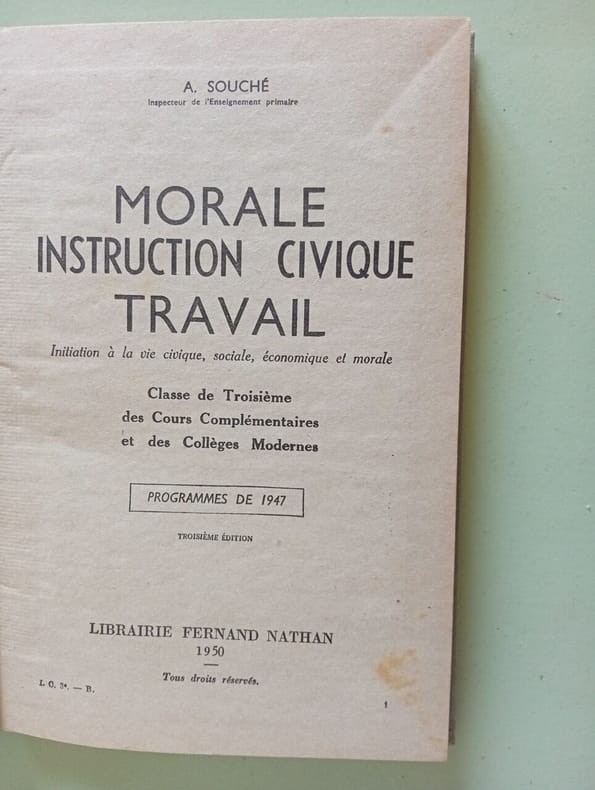 A. SOUCHÉ
Inspecteur de l'Enseignement primaire
MORALE
INSTRUCTION CIVIQUE
TRAVAIL
Initiation à la vie civique, sociale, économique et morale
Classe de Troisième
des Cours Complémentaires
et des Collèges Modernes
PROGRAMMES DE 1947
TROISIÈME ÉDITION
LIBRAIRIE FERNAND NATHAN
1950
Tous droits réservés.
I. C. 3e. — B.
1